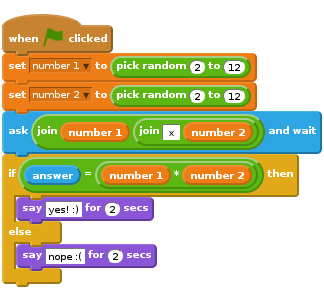 when clicked
set number 1 to pick random 2 to 12
set number 2 to pick random 2 to 12
ask join number 1 join x number 2 and wait
if answer = number 1 * number 2 then
say yes! :) for 2 secs
else
say nope :( for 2 secs